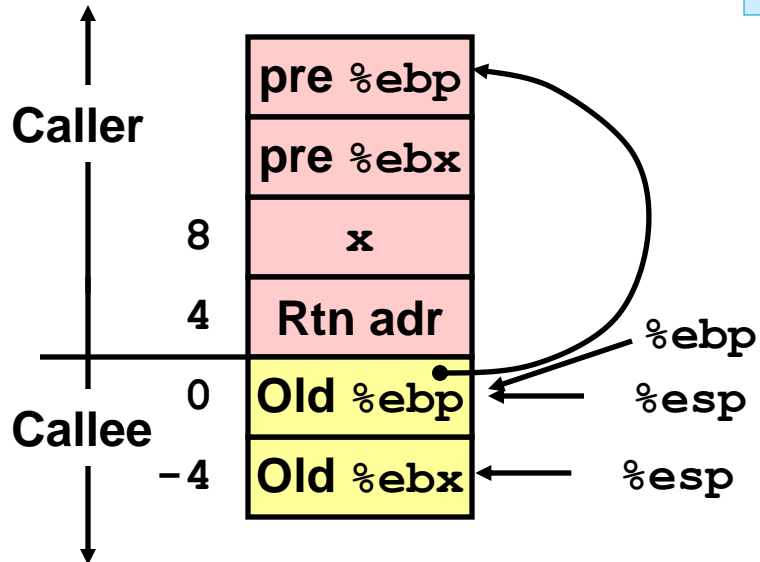 pre %ebp
Caller
pre %ebx
8 x
4 Rtn adr
%ebp
0 Old %ebp %esp
Callee
-4 Old %ebx %esp